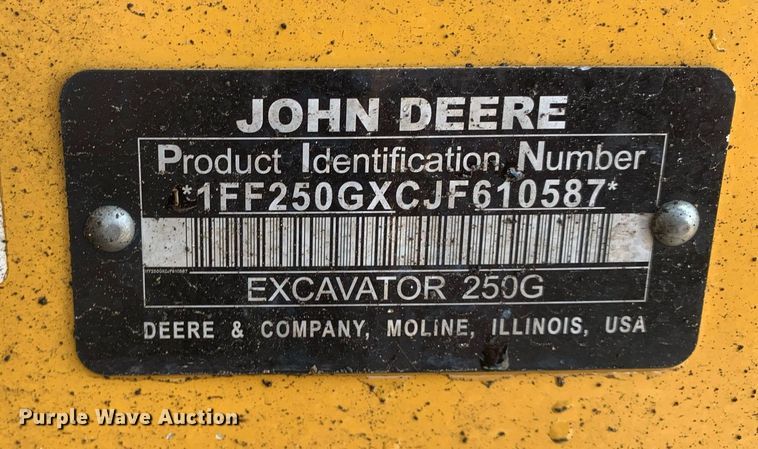 JOHN DEERE
Product Identification Number
*1FF250GXCJF610587*
EXCAVATOR 250G
DEERE & COMPANY, MOLINE, ILLINOIS, USA
Purple Wave Auction